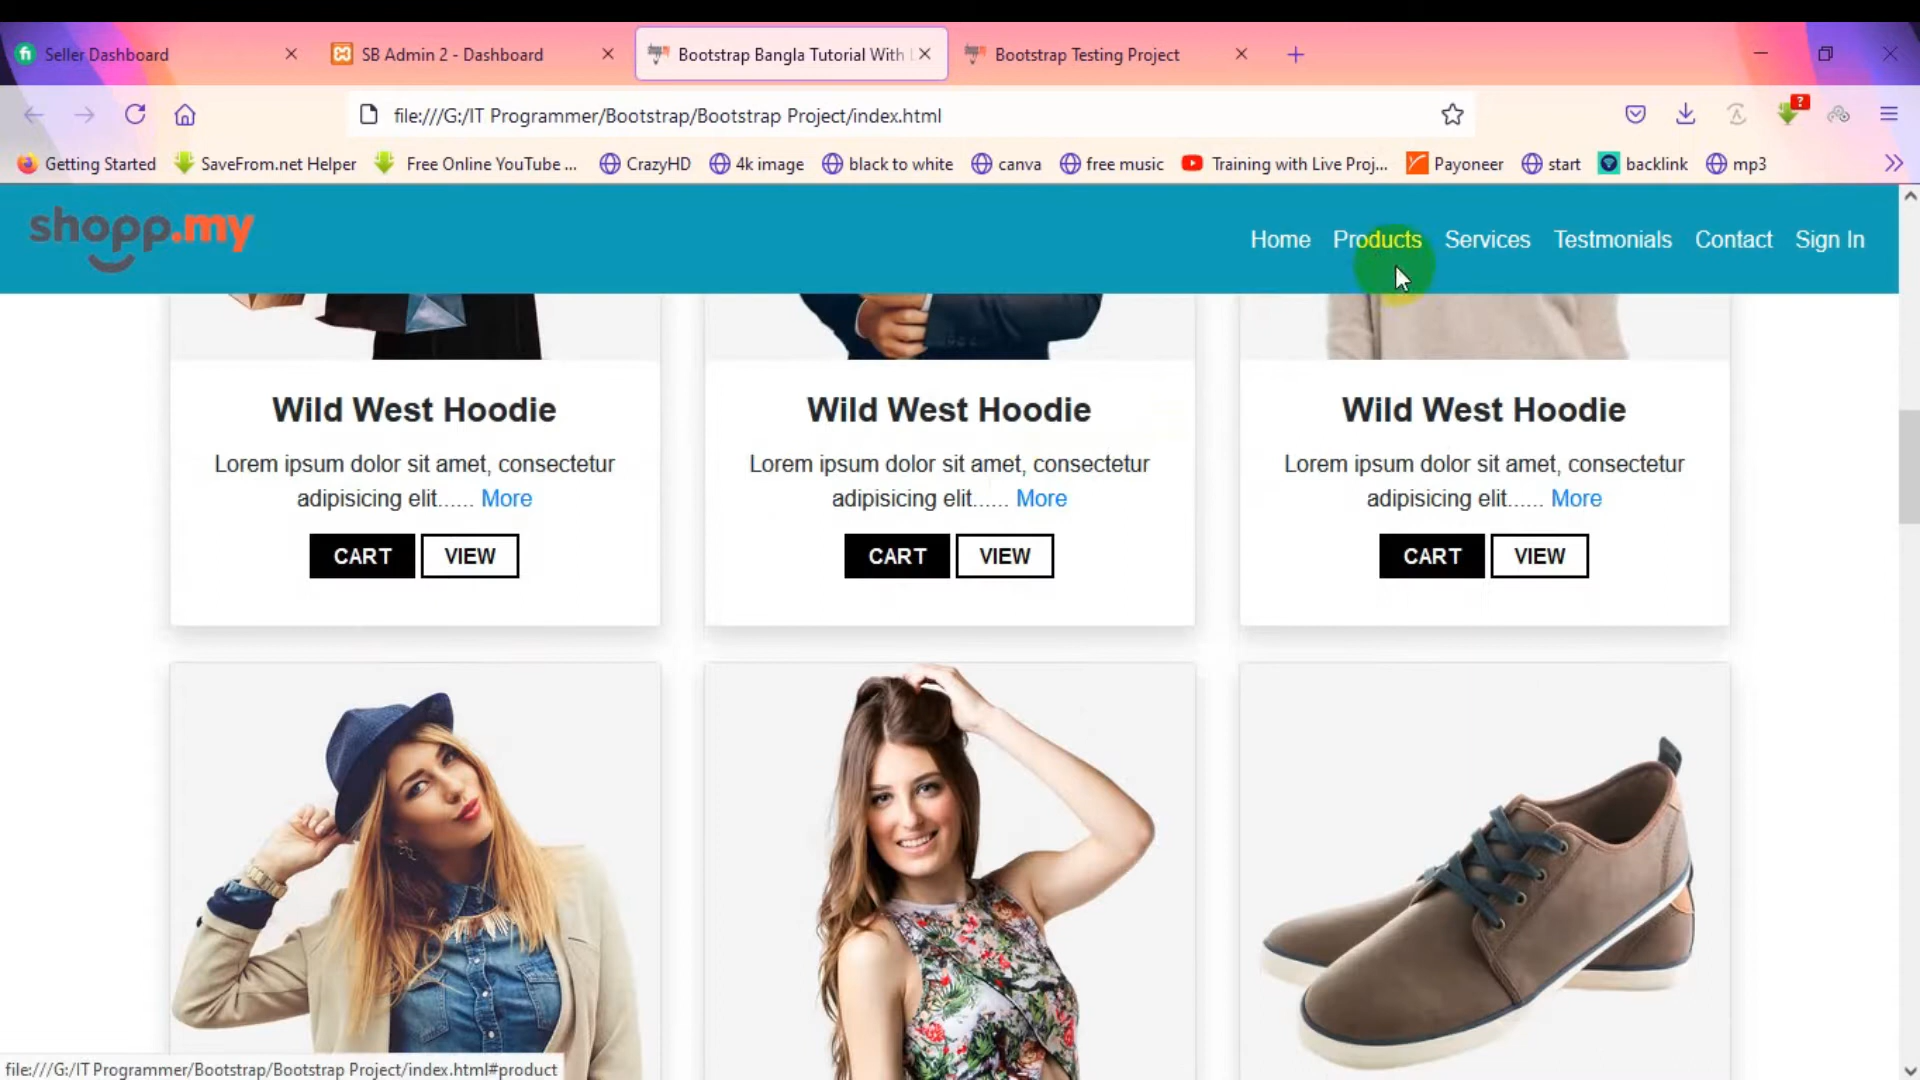 Seller Dashboard
SB Admin 2 - Dashboard
Bootstrap Bangla Tutorial With
Bootstrap Testing Project
file:///G:/IT Programmer/Bootstrap/Bootstrap Project/index.html
?
Getting Started
SaveFrom.net Helper
Free Online YouTube ...
CrazyHD
4k image
black to white
canva
free music
Training with Live Proj...
Payoneer
start
backlink
mp3
shopp.my
Home
Products
Services
Testmonials
Contact
Sign In
Wild West Hoodie
Lorem ipsum dolor sit amet, consectetur
adipisicing elit...... More
CART
VIEW
Wild West Hoodie
Lorem ipsum dolor sit amet, consectetur
adipisicing elit...... More
CART
VIEW
Wild West Hoodie
Lorem ipsum dolor sit amet, consectetur
adipisicing elit...... More
CART
VIEW
file:///G:/IT Programmer/Bootstrap/Bootstrap Project/index.html#product